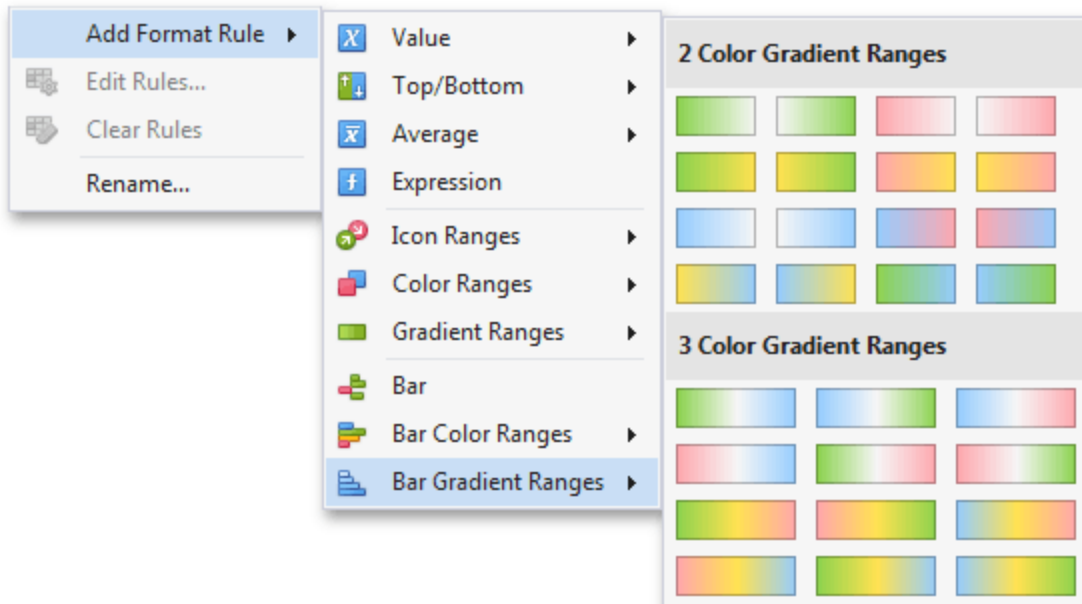 Add Format Rule
Edit Rules...
Clear Rules
Rename...
Value
Top/Bottom
Average
Expression
Icon Ranges
Color Ranges
Gradient Ranges
Bar
Bar Color Ranges
Bar Gradient Ranges
2 Color Gradient Ranges
3 Color Gradient Ranges